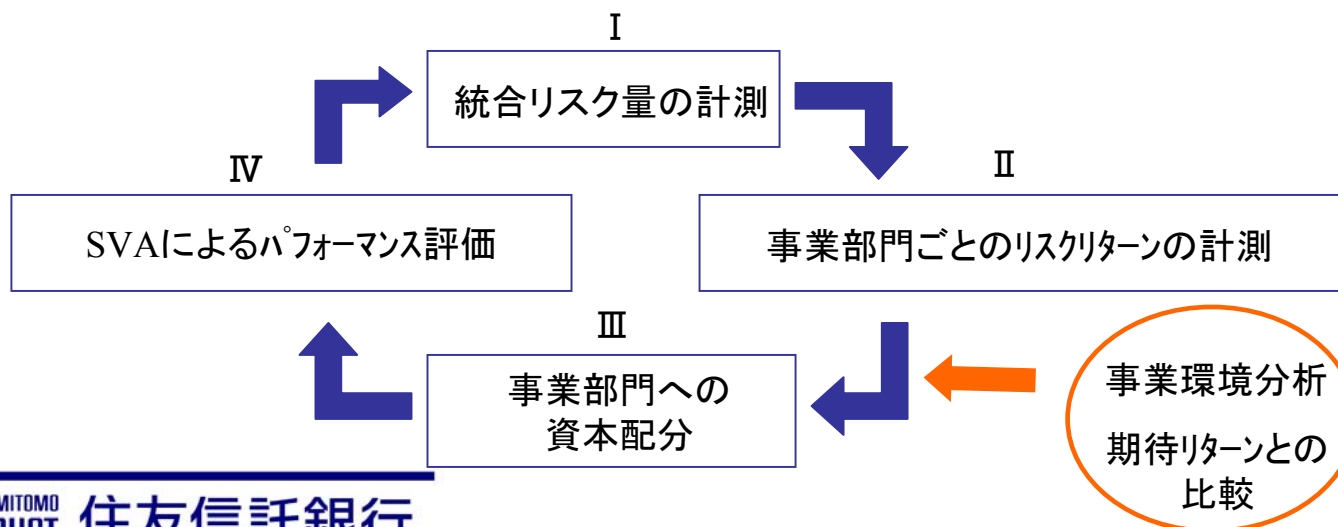 Ⅰ
統合リスク量の計測
Ⅳ
Ⅱ
SVAによるパフォーマンス評価
事業部門ごとのリスクリターンの計測
Ⅲ
事業部門への
資本配分
事業環境分析
期待リターンとの
比較
住友信託銀行